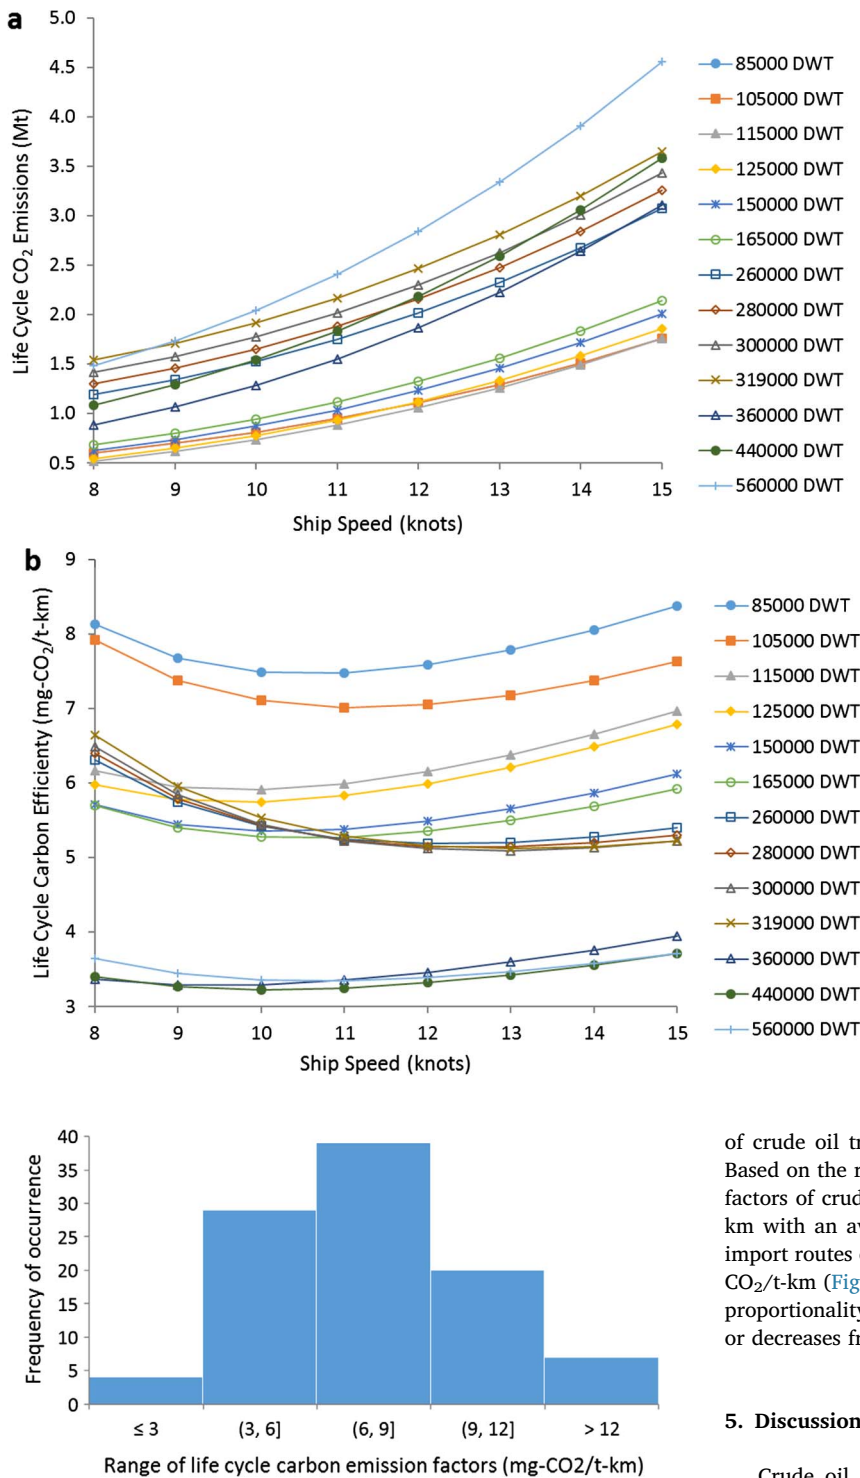 a
5.0
4.5
4.0
3.5
3.0
2.5
2.0
1.5
1.0
0.5
Life Cycle CO2 Emissions (Mt)
8 9 10 11 12 13 14 15
Ship Speed (knots)
85000 DWT
105000 DWT
115000 DWT
125000 DWT
150000 DWT
165000 DWT
260000 DWT
280000 DWT
300000 DWT
319000 DWT
360000 DWT
440000 DWT
560000 DWT
b
9
8
7
6
5
4
3
Life Cycle Carbon Efficienty (mg-CO2/t-km)
8 9 10 11 12 13 14 15
Ship Speed (knots)
85000 DWT
105000 DWT
115000 DWT
125000 DWT
150000 DWT
165000 DWT
260000 DWT
280000 DWT
300000 DWT
319000 DWT
360000 DWT
440000 DWT
560000 DWT
40
35
30
25
20
15
10
5
0
Frequency of occurrence
≤ 3 (3, 6] (6, 9] (9, 12] > 12
Range of life cycle carbon emission factors (mg-CO2/t-km)
of crude oil
Based on the
factors of crud
km with an
import routes
CO2/t-km (Fig
proportionality
or decreases
5. Discussion
Crude oil